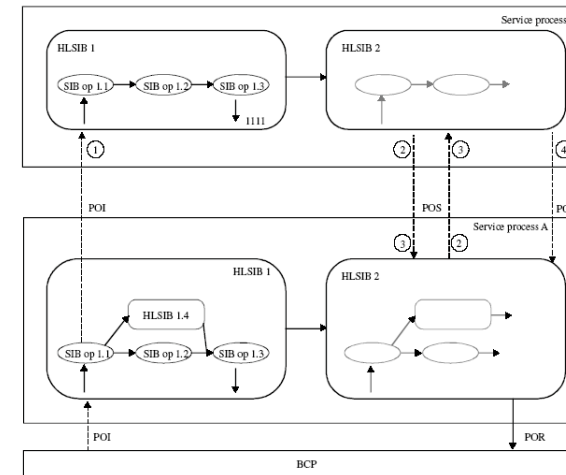 Service process
HLSIB 1
HLSIB 2
SIB op 1.1
SIB op 1.2
SIB op 1.3
1111
1
2
3
4
POI
POS
PO
Service process A
3
2
HLSIB 1
HLSIB 2
HLSIB 1.4
SIB op 1.1
SIB op 1.2
SIB op 1.3
POI
POR
BCP